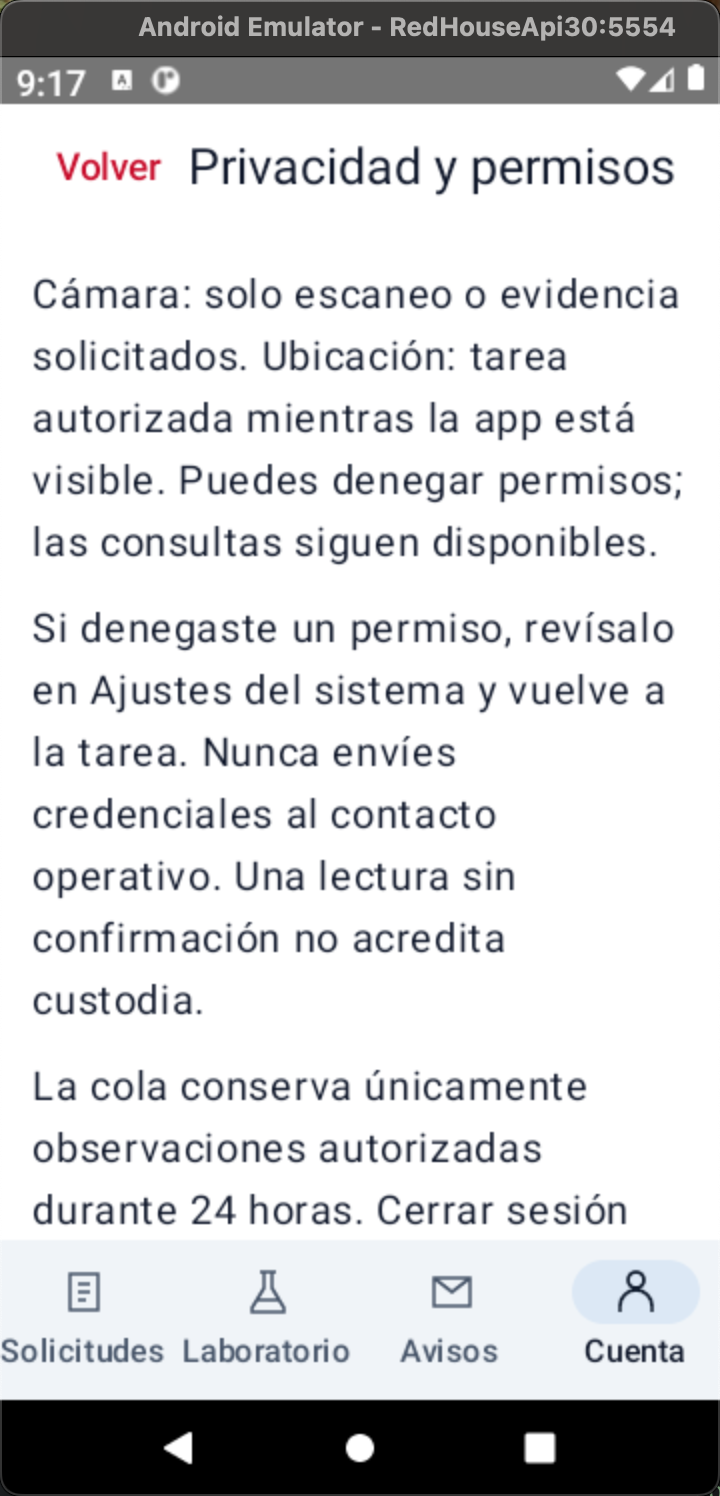 Android Emulator - RedHouseApi30:5554
9:17
Volver Privacidad y permisos
Cámara: solo escaneo o evidencia
solicitados. Ubicación: tarea
autorizada mientras la app está
visible. Puedes denegar permisos;
las consultas siguen disponibles.
Si denegaste un permiso, revísalo
en Ajustes del sistema y vuelve a
la tarea. Nunca envíes
credenciales al contacto
operativo. Una lectura sin
confirmación no acredita
custodia.
La cola conserva únicamente
observaciones autorizadas
durante 24 horas. Cerrar sesión
Solicitudes Laboratorio Avisos Cuenta